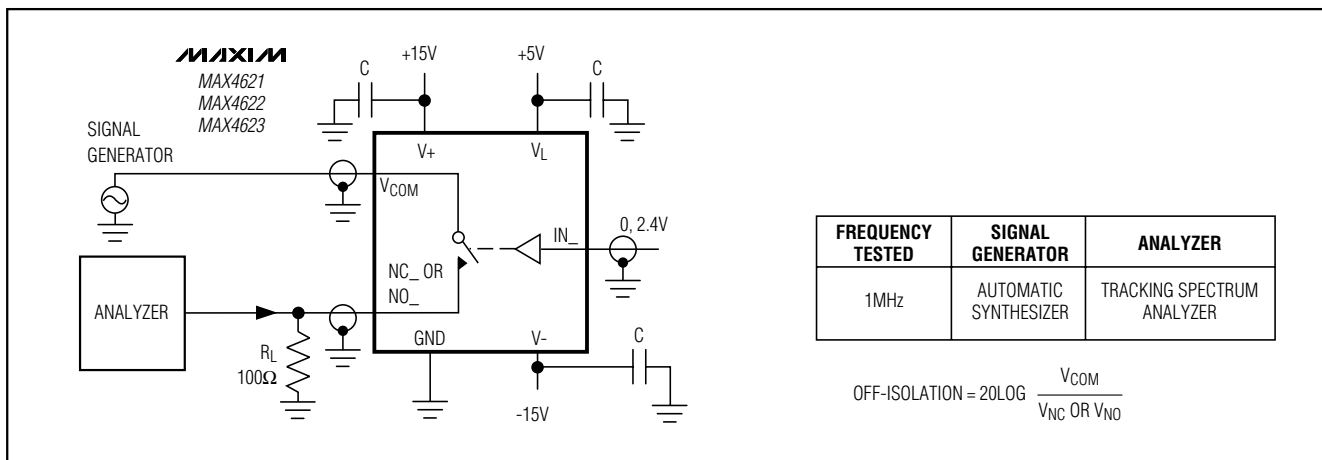 MAXIM
MAX4621
MAX4622
MAX4623
+15V
+5V
C
C
SIGNAL
GENERATOR
V+
VL
VCOM
IN_
0, 2.4V
NC_ OR
NO_
ANALYZER
GND
V-
C
RL
100Ω
-15V
FREQUENCY
TESTED
SIGNAL
GENERATOR
ANALYZER
1MHz
AUTOMATIC
SYNTHESIZER
TRACKING SPECTRUM
ANALYZER
OFF-ISOLATION = 20LOG
VCOM
VNC OR VNO